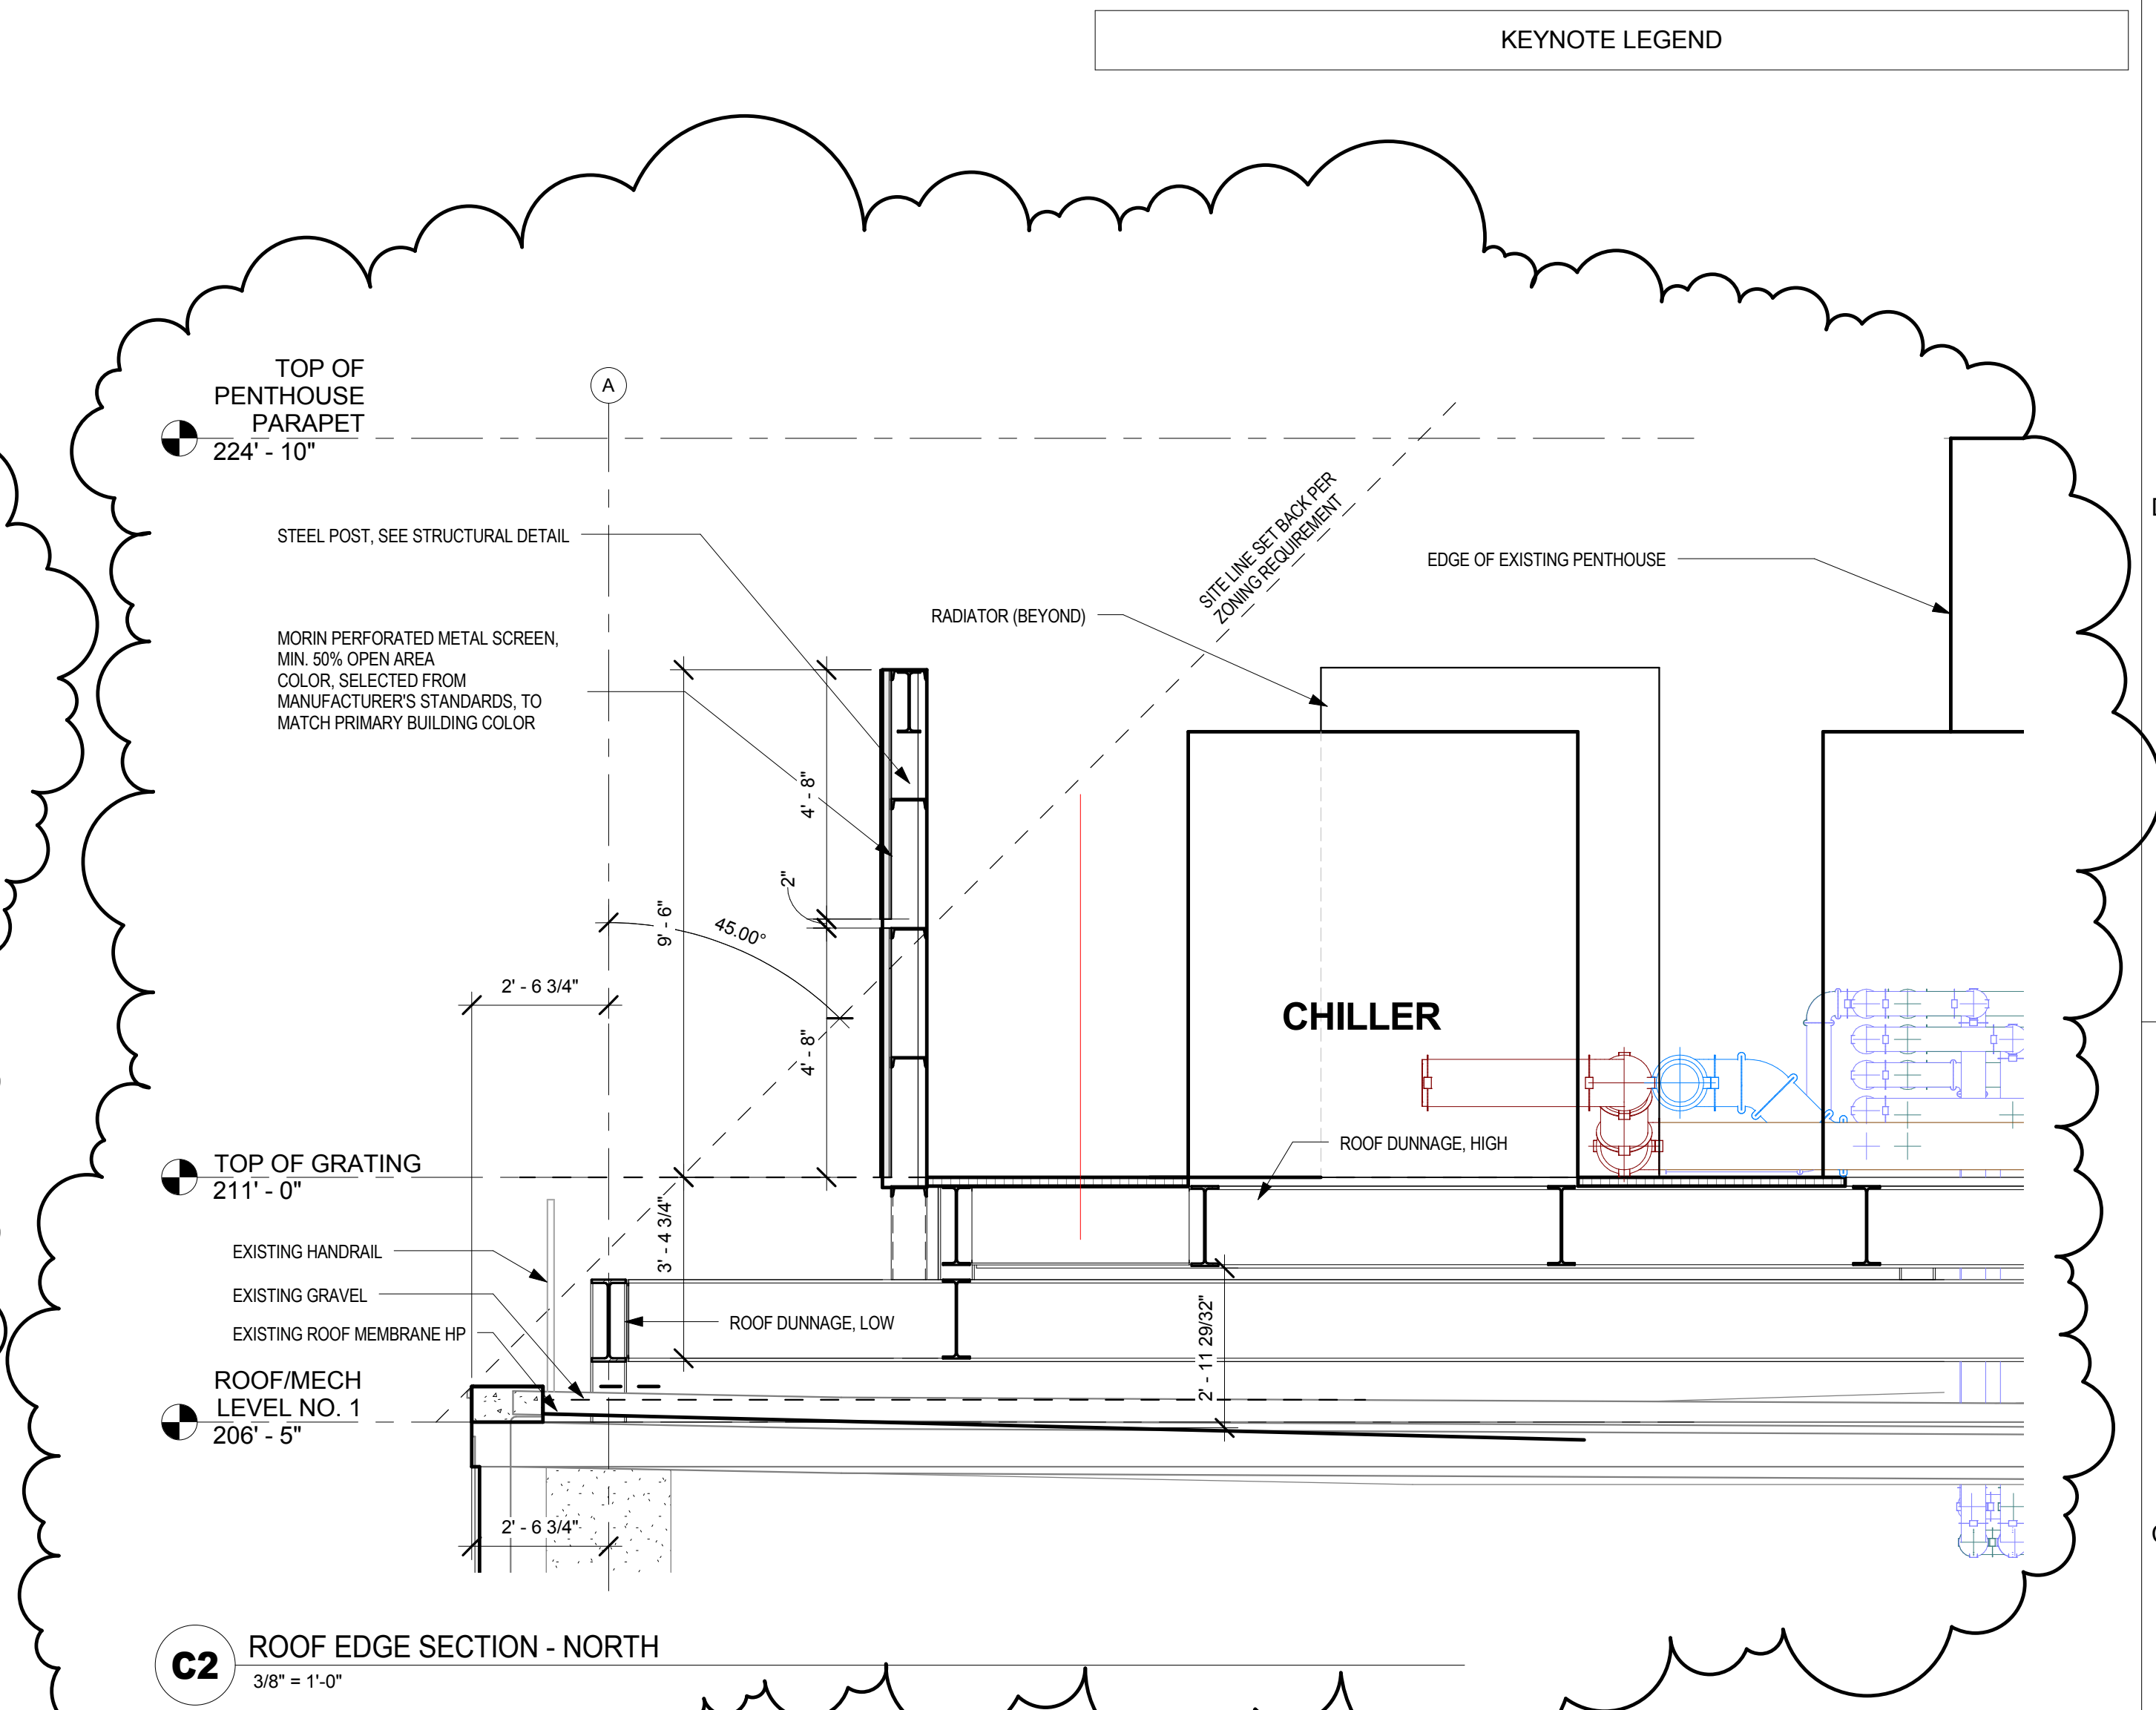 KEYNOTE LEGEND
TOP OF
PENTHOUSE
PARAPET
224' - 10"
A
STEEL POST, SEE STRUCTURAL DETAIL
SITE LINE SET BACK PER
ZONING REQUIREMENT
EDGE OF EXISTING PENTHOUSE
RADIATOR (BEYOND)
MORIN PERFORATED METAL SCREEN,
MIN. 50% OPEN AREA
COLOR, SELECTED FROM
MANUFACTURER'S STANDARDS, TO
MATCH PRIMARY BUILDING COLOR
4' - 8"
2"
9' - 6"
45.00°
2' - 6 3/4"
4' - 8"
CHILLER
ROOF DUNNAGE, HIGH
TOP OF GRATING
211' - 0"
3' - 4 3/4"
EXISTING HANDRAIL
EXISTING GRAVEL
EXISTING ROOF MEMBRANE HP
ROOF DUNNAGE, LOW
2' - 11 29/32"
ROOF/MECH
LEVEL NO. 1
206' - 5"
2' - 6 3/4"
C2
ROOF EDGE SECTION - NORTH
3/8" = 1'-0"